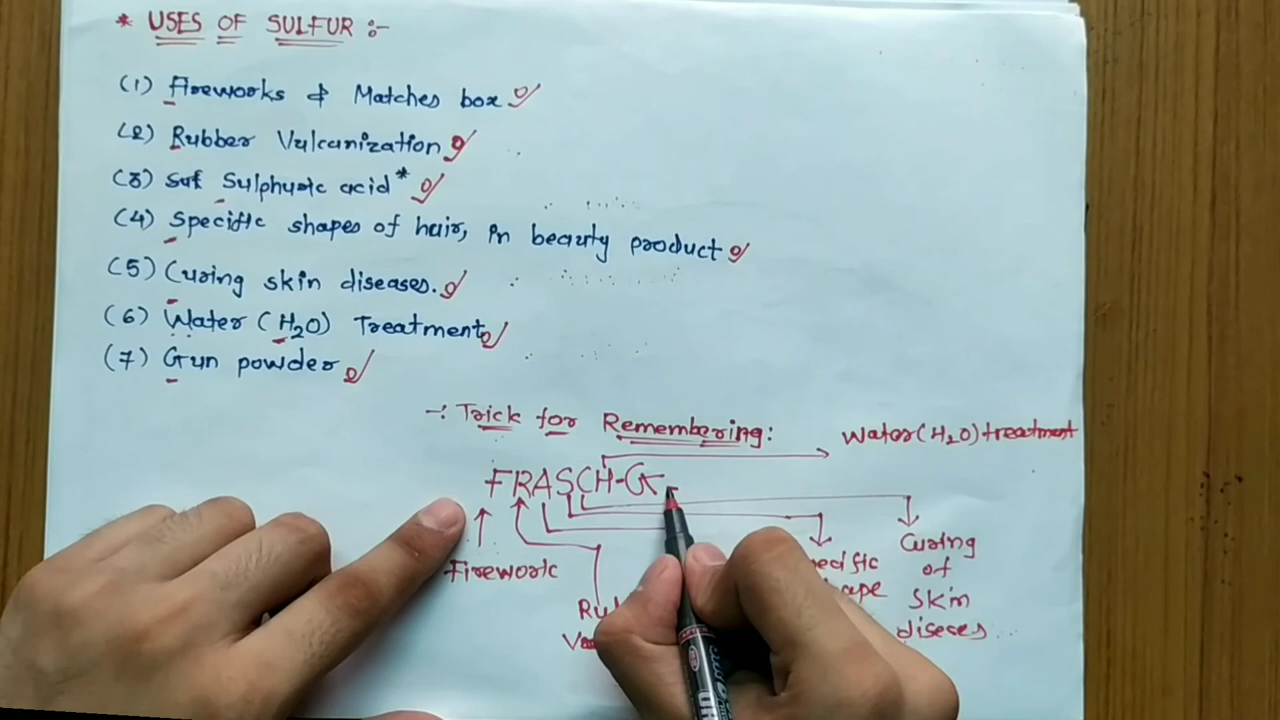 * USES OF SULFUR :-
(1) Fireworks & Matches box
(2) Rubber Vulcanization
(3) Sulphuric acid*
(4) Specific shapes of hair, in beauty product
(5) Curing skin diseases.
(6) Water (H₂O) Treatment
(7) Gun powder
-: Trick for Remembering:
Water (H₂O) treatment
FRASCH-G
Firework
Curing
of
Skin
diseses...